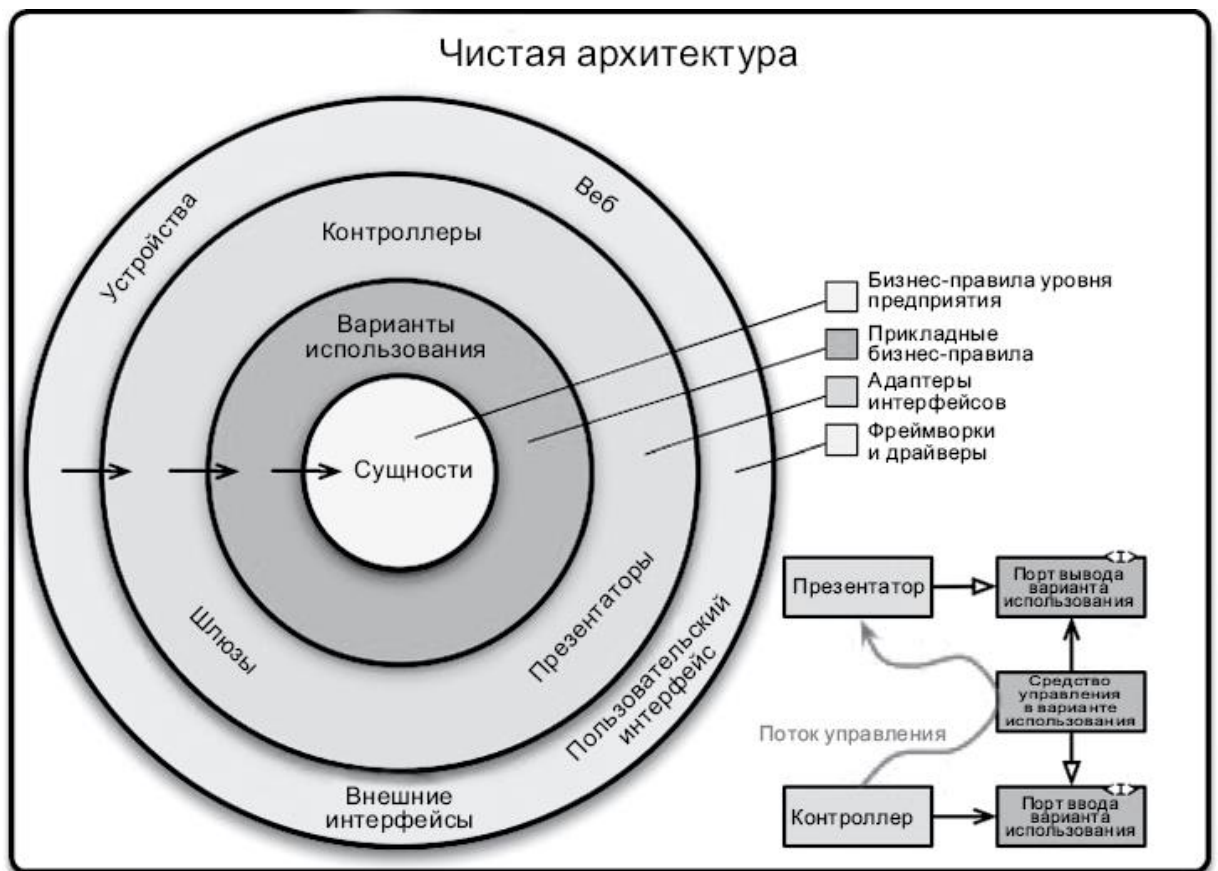 Чистая архитектура
Устройства
Веб
Контроллеры
Варианты
использования
Сущности
Шлюзы
Презентаторы
Пользовательский
интерфейс
Внешние
интерфейсы
Бизнес-правила уровня
предприятия
Прикладные
бизнес-правила
Адаптеры
интерфейсов
Фреймворки
и драйверы
Презентатор
<I>
Порт вывода
варианта
использования
Средство
управления
в варианте
использования
Поток управления
Контроллер
<I>
Порт ввода
варианта
использования